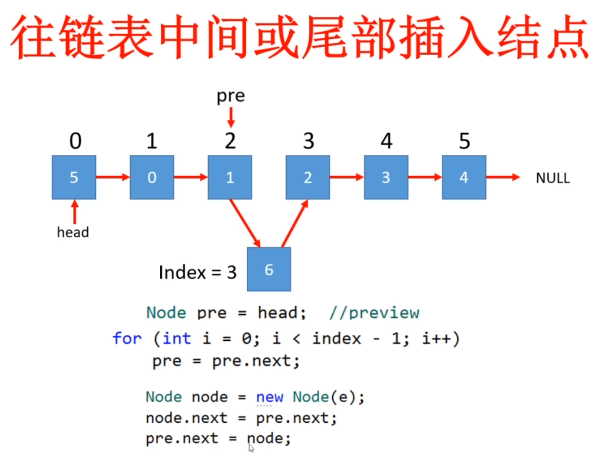 往链表中间或尾部插入结点
pre
0 1 2 3 4 5
5 0 1 2 3 4 NULL
head
Index = 3 6
Node pre = head;  //preview
for (int i = 0; i < index - 1; i++)
pre = pre.next;
Node node = new Node(e);
node.next = pre.next;
pre.next = node;